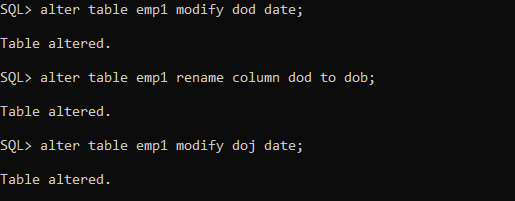 SQL> alter table emp1 modify dod date;
Table altered.
SQL> alter table emp1 rename column dod to dob;
Table altered.
SQL> alter table emp1 modify doj date;
Table altered.